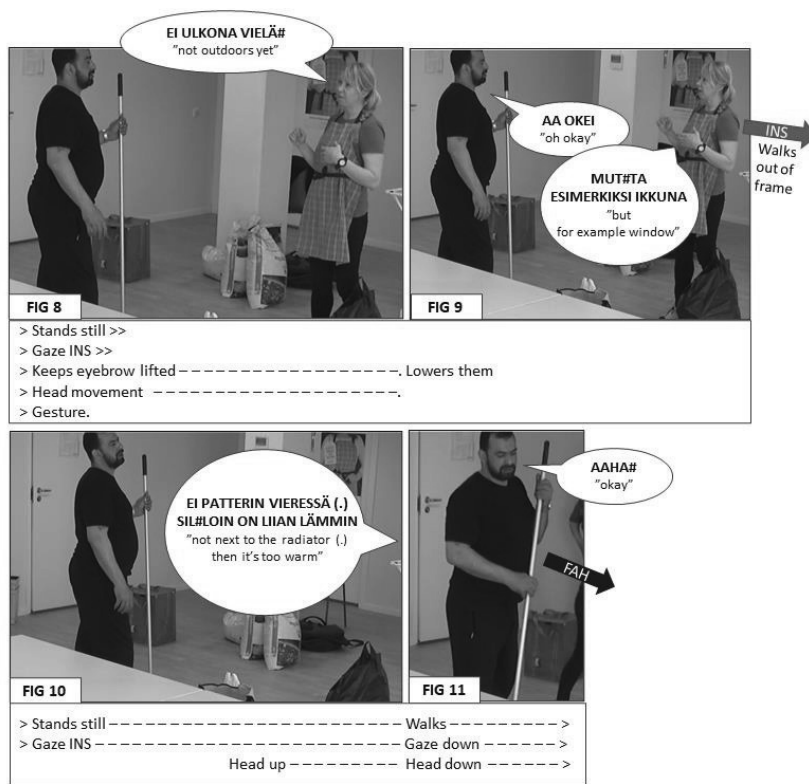 EI ULKONA VIELÄ#
"not outdoors yet"
AA OKEI
"oh okay"
MUT#TA
ESIMERKIKSI IKKUNA
"but
for example window"
INS
Walks
out of
frame
FIG 8
FIG 9
> Stands still >>
> Gaze INS >>
> Keeps eyebrow lifted – – – – – – – – – – – – – – – – – – –. Lowers them
> Head movement – – – – – – – – – – – – – – – – – – – – –.
> Gesture.
EI PATTERIN VIERESSÄ (.)
SIL#LOIN ON LIIAN LÄMMIN
"not next to the radiator (.)
then it's too warm"
AAHA#
"okay"
FAH
FIG 10
FIG 11
> Stands still – – – – – – – – – – – – – – – – – – – – – – – – – – Walks – – – – – – – – >
> Gaze INS – – – – – – – – – – – – – – – – – – – – – – – – – – – Gaze down – – – – – >
Head up – – – – – – – – – – Head down – – – – – >